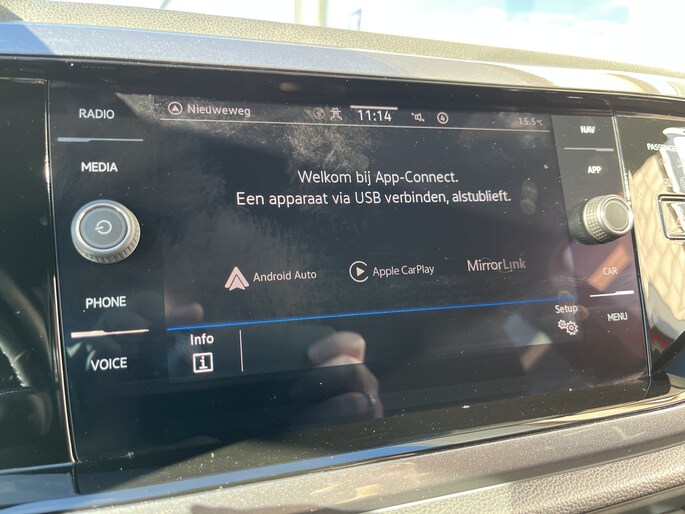 RADIO
MEDIA
PHONE
VOICE
Nieuweweg
11:14
15.5°C
Welkom bij App-Connect.
Een apparaat via USB verbinden, alstublieft.
Android Auto
Apple CarPlay
MirrorLink
Info
Setup
NAV
APP
CAR
MENU